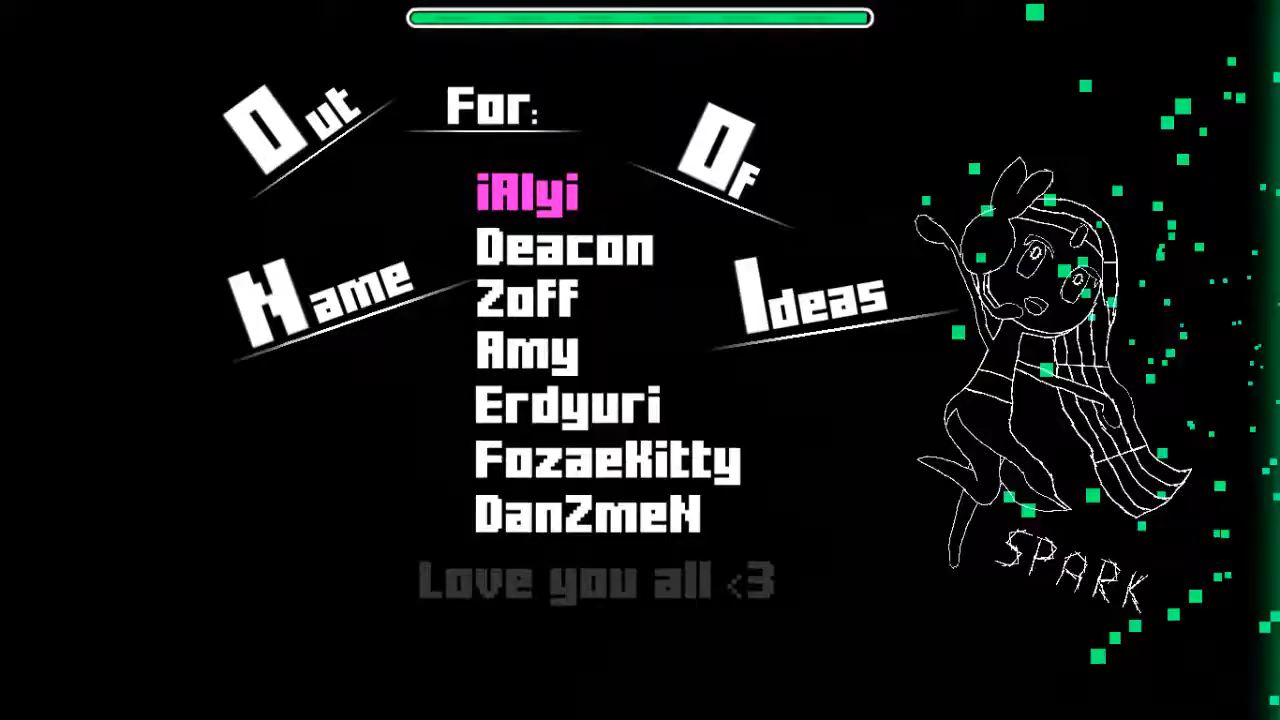 Out
For:
Of
Name
Ideas
iAlyi
Deacon
Zoff
Amy
Erdyuri
FozaeKitty
DanZmeN
Love you all <3
SPARK